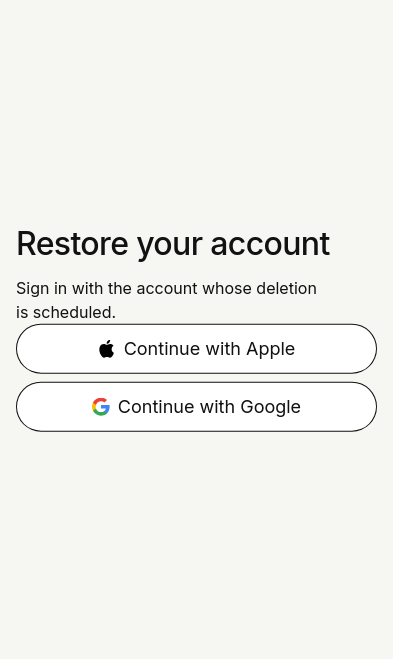 Restore your account
Sign in with the account whose deletion
is scheduled.
Continue with Apple
Continue with Google